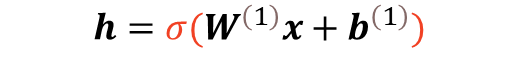 h = σ(W⁽¹⁾x + b⁽¹⁾)